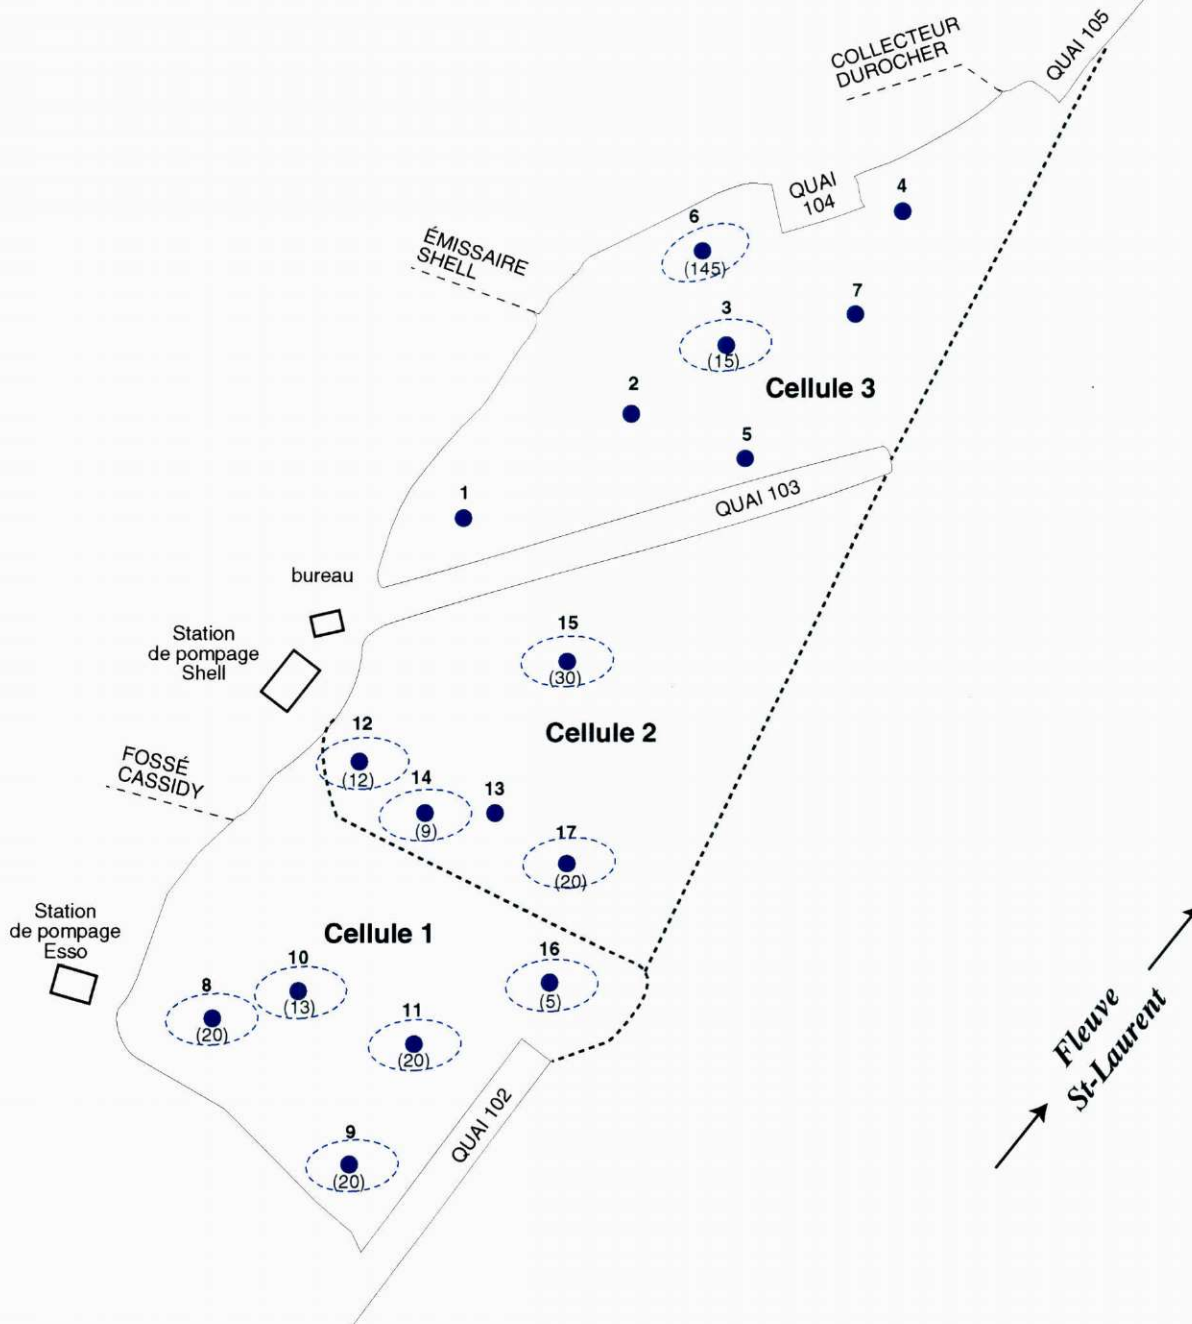 COLLECTEUR
DUROCHER
QUAI 105
QUAI
104
4
6
(145)
ÉMISSAIRE
SHELL
7
3
(15)
2
Cellule 3
5
QUAI 103
1
bureau
Station
de pompage
Shell
15
(30)
12
(12)
Cellule 2
FOSSÉ
CASSIDY
14
(9)
13
17
(20)
Station
de pompage
Esso
Cellule 1
16
(5)
10
(13)
8
(20)
11
(20)
Fleuve
St-Laurent
QUAI 102
9
(20)